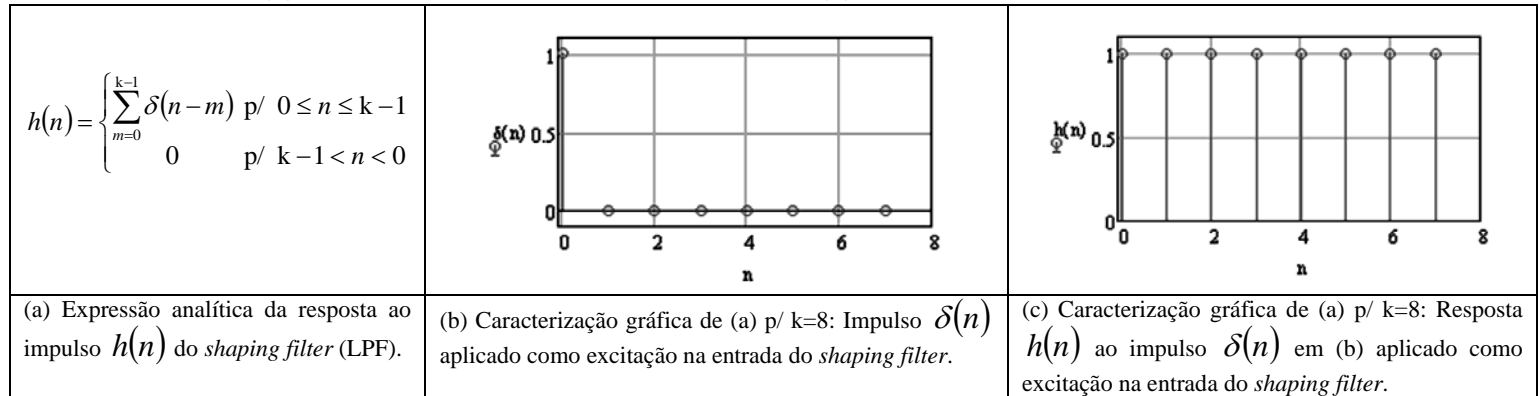 h(n) = { ∑_{m=0}^{k−1} δ(n−m) p/ 0 ≤ n ≤ k−1
0 p/ k−1 < n < 0
1
δ(n) 0.5
0
0 2 4 6 8
n
1
h(n) 0.5
0
0 2 4 6 8
n
(a) Expressão analítica da resposta ao
impulso h(n) do shaping filter (LPF).
(b) Caracterização gráfica de (a) p/ k=8: Impulso δ(n)
aplicado como excitação na entrada do shaping filter.
(c) Caracterização gráfica de (a) p/ k=8: Resposta
h(n) ao impulso δ(n) em (b) aplicado como
excitação na entrada do shaping filter.